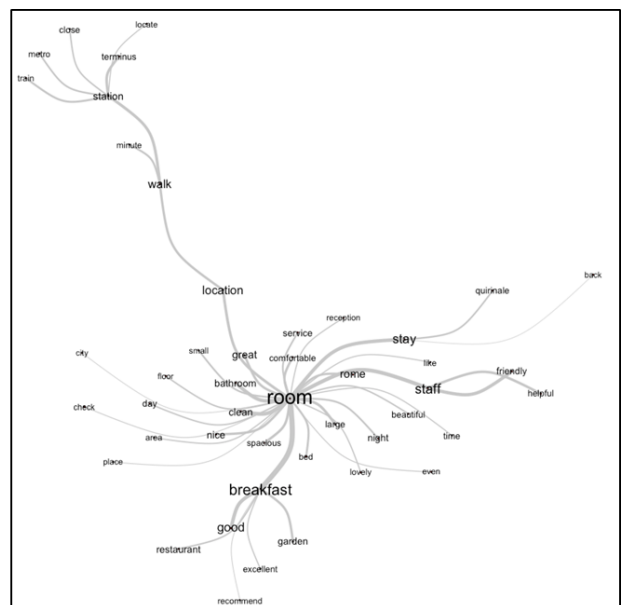 locate
close
terminus
metro
train
station
minute
walk
back
location
quirinale
reception
service
stay
city
small
great
comfortable
like
friendly
floor
bathroom
rome
staff
helpful
room
check
day
clean
beautiful
large
area
nice
spacious
night
time
bed
place
lovely
even
breakfast
good
garden
restaurant
excellent
recommend